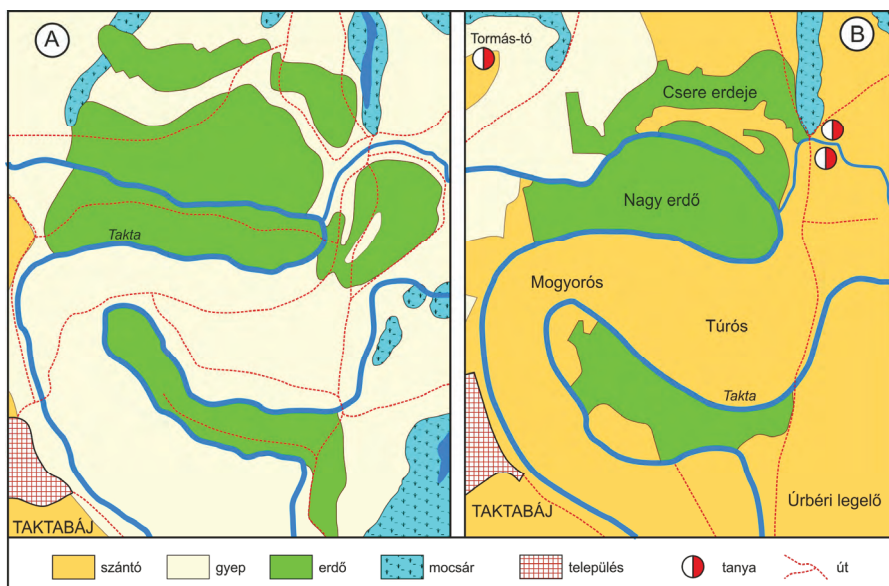 A
Takta
TAKTABÁJ
B
Tormás-tó
Csere erdeje
Nagy erdő
Mogyorós
Túrós
Takta
Úrbéri legelő
TAKTABÁJ
szántó
gyep
erdő
mocsár
település
tanya
út